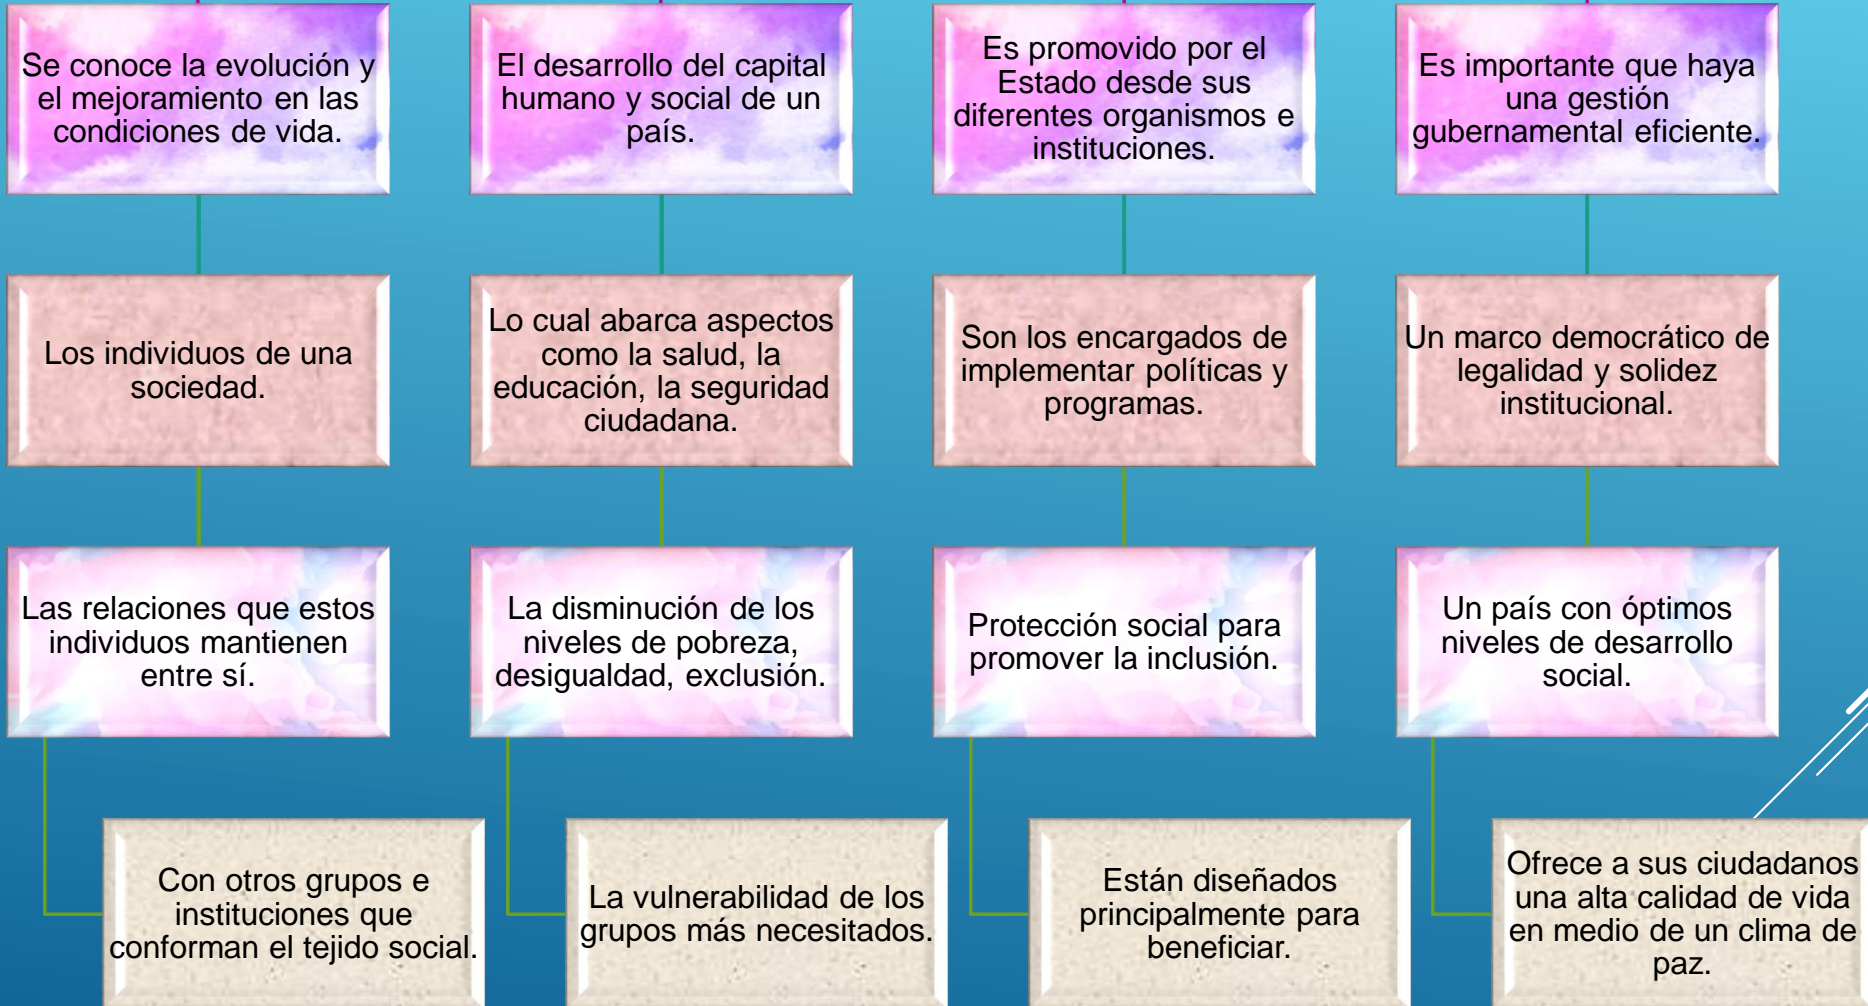 Se conoce la evolución y
el mejoramiento en las
condiciones de vida.
El desarrollo del capital
humano y social de un
país.
Es promovido por el
Estado desde sus
diferentes organismos e
instituciones.
Es importante que haya
una gestión
gubernamental eficiente.
Los individuos de una
sociedad.
Lo cual abarca aspectos
como la salud, la
educación, la seguridad
ciudadana.
Son los encargados de
implementar políticas y
programas.
Un marco democrático de
legalidad y solidez
institucional.
Las relaciones que estos
individuos mantienen
entre sí.
La disminución de los
niveles de pobreza,
desigualdad, exclusión.
Protección social para
promover la inclusión.
Un país con óptimos
niveles de desarrollo
social.
Con otros grupos e
instituciones que
conforman el tejido social.
La vulnerabilidad de los
grupos más necesitados.
Están diseñados
principalmente para
beneficiar.
Ofrece a sus ciudadanos
una alta calidad de vida
en medio de un clima de
paz.